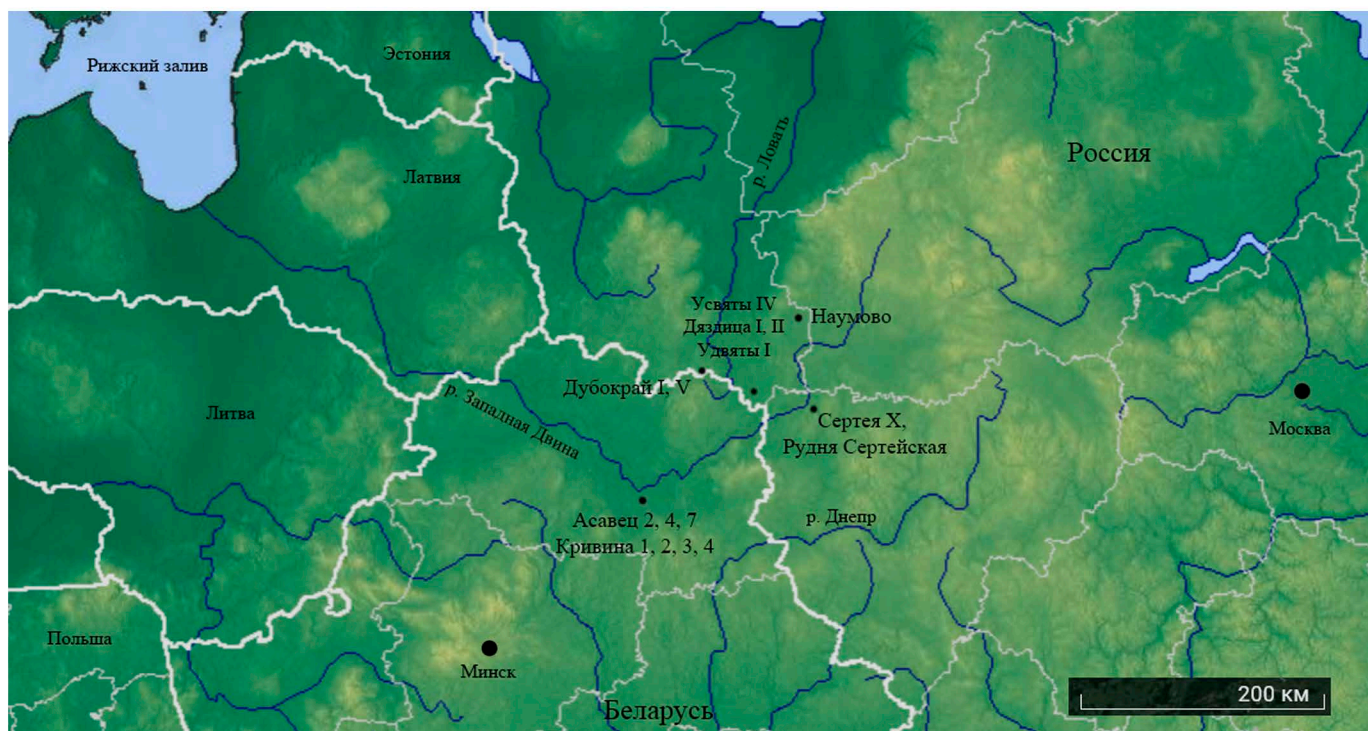 Эстония
Рижский залив
р. Ловать
Россия
Латвия
Усвяты IV
Дяздица I, II
Удвяты I
Наумово
Дубокрай I, V
р. Западная Двина
Литва
Сертея X,
Рудня Сертейская
Москва
Асавец 2, 4, 7
Кривина 1, 2, 3, 4
р. Днепр
Польша
Минск
Беларусь
200 км